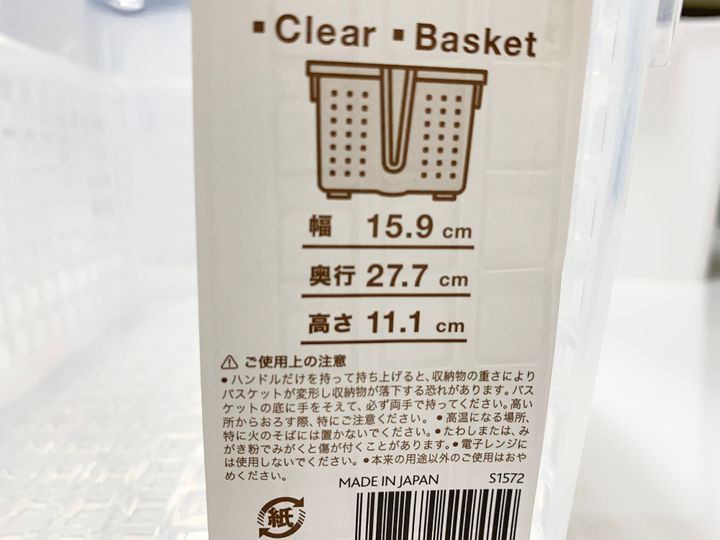 ▪Clear ▪Basket
幅 15.9 cm
奥行 27.7 cm
高さ 11.1 cm
⚠ ご使用上の注意
●ハンドルだけを持って持ち上げると、収納物の重さにより
バスケットが変形し収納物が落下する恐れがあります。バス
ケットの底に手をそえて、必ず両手で持ってください。高い
所からおろす際、特にご注意ください。●高温になる場所、
特に火のそばには置かないでください。●たわしまたは、み
がき粉でみがくと傷が付くことがあります。●電子レンジに
は使用しないでください。●本来の用途以外のご使用はおや
めください。
MADE IN JAPAN S1572
紙